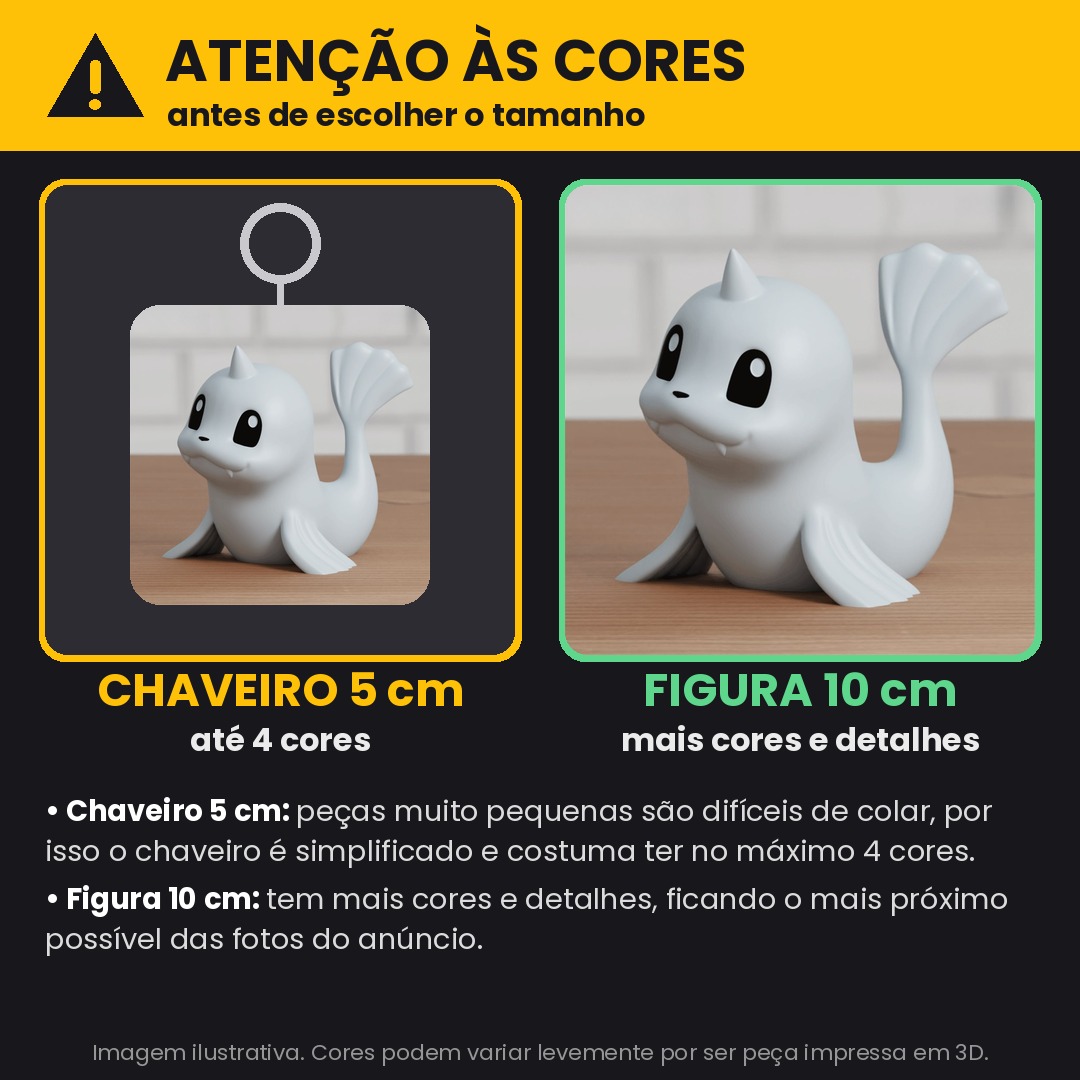 ATENÇÃO ÀS CORES
antes de escolher o tamanho
CHAVEIRO 5 cm
até 4 cores
FIGURA 10 cm
mais cores e detalhes
• Chaveiro 5 cm: peças muito pequenas são difíceis de colar, por
isso o chaveiro é simplificado e costuma ter no máximo 4 cores.
• Figura 10 cm: tem mais cores e detalhes, ficando o mais próximo
possível das fotos do anúncio.
Imagem ilustrativa. Cores podem variar levemente por ser peça impressa em 3D.